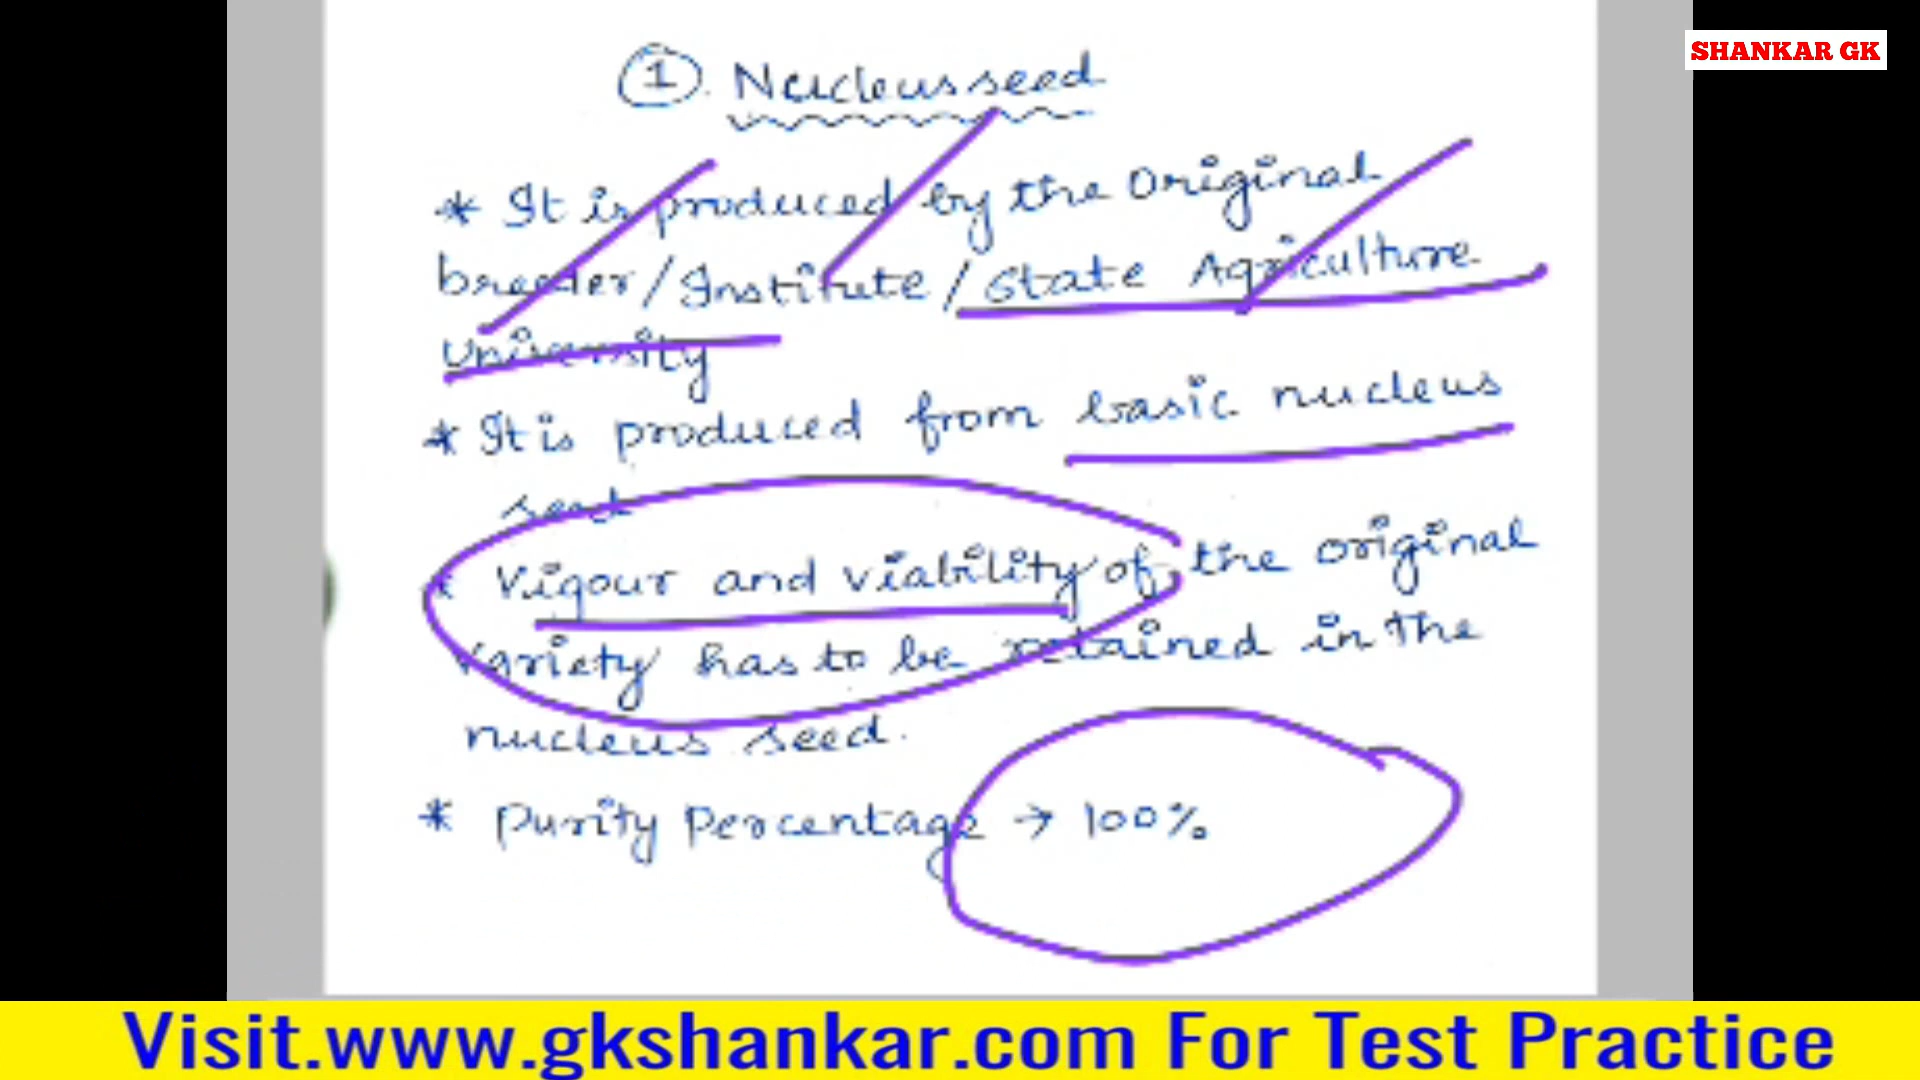 SHANKAR GK
1. Nucleus seed
* It is produced by the Original
breeder/Institute/State Agriculture
University
* It is produced from basic nucleus
seed
* Vigour and viability of the original
variety has to be retained in the
nucleus seed.
* Purity Percentage → 100%
Visit.www.gkshankar.com For Test Practice